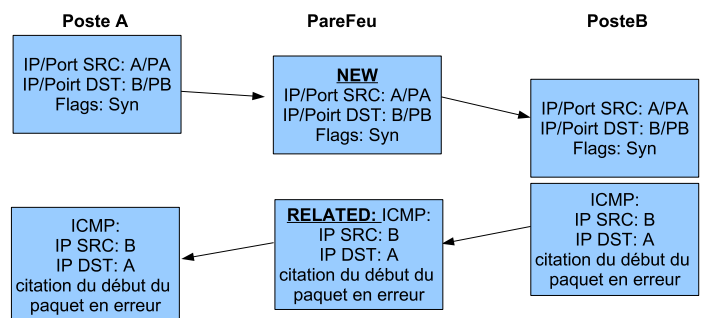 Poste A
PareFeu
PosteB
IP/Port SRC: A/PA
IP/Poirt DST: B/PB
Flags: Syn
NEW
IP/Port SRC: A/PA
IP/Poirt DST: B/PB
Flags: Syn
IP/Port SRC: A/PA
IP/Poirt DST: B/PB
Flags: Syn
ICMP:
IP SRC: B
IP DST: A
citation du début du
paquet en erreur
RELATED: ICMP:
IP SRC: B
IP DST: A
citation du début du
paquet en erreur
ICMP:
IP SRC: B
IP DST: A
citation du début du
paquet en erreur